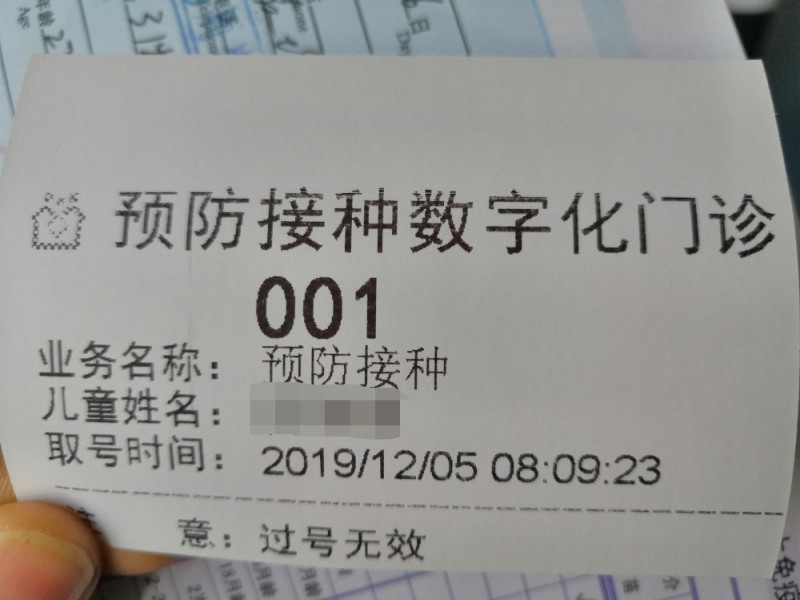 预防接种数字化门诊
001
业务名称： 预防接种
儿童姓名：
取号时间： 2019/12/05 08:09:23
意：过号无效